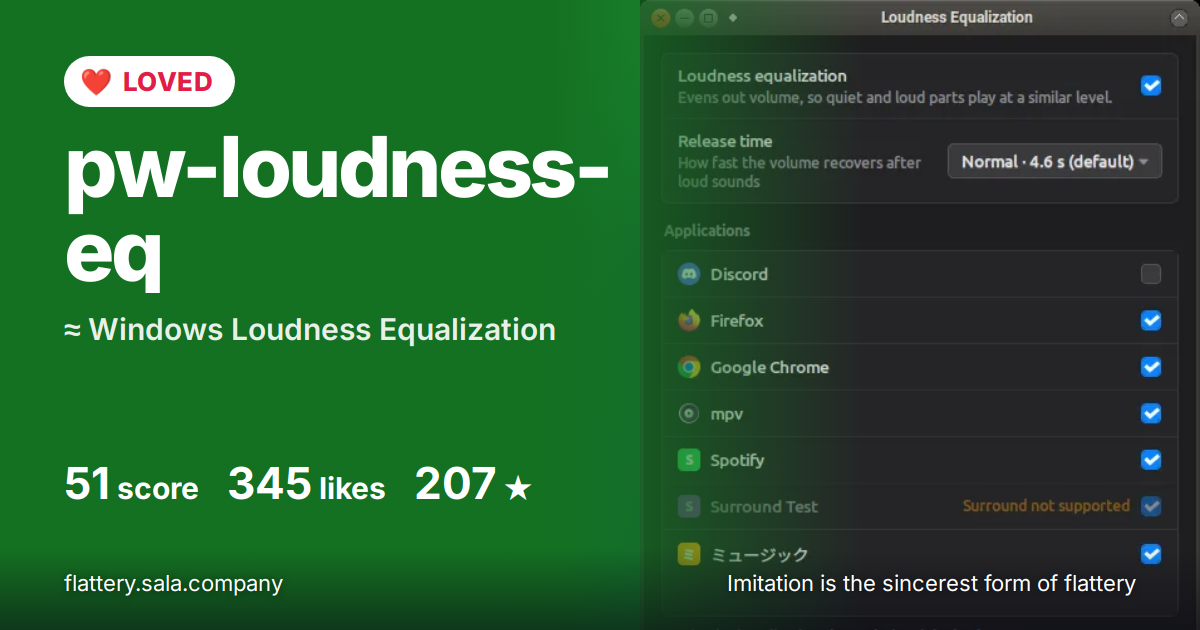 ❤️ LOVED
pw-loudness-
eq
≈ Windows Loudness Equalization
51 score 345 likes 207 ★
flattery.sala.company
Loudness Equalization
Loudness equalization
Evens out volume, so quiet and loud parts play at a similar level.
Release time
How fast the volume recovers after
loud sounds
Normal · 4.6 s (default)
Applications
Discord
Firefox
Google Chrome
mpv
S Spotify
S Surround Test Surround not supported
ミ ミュージック
Imitation is the sincerest form of flattery